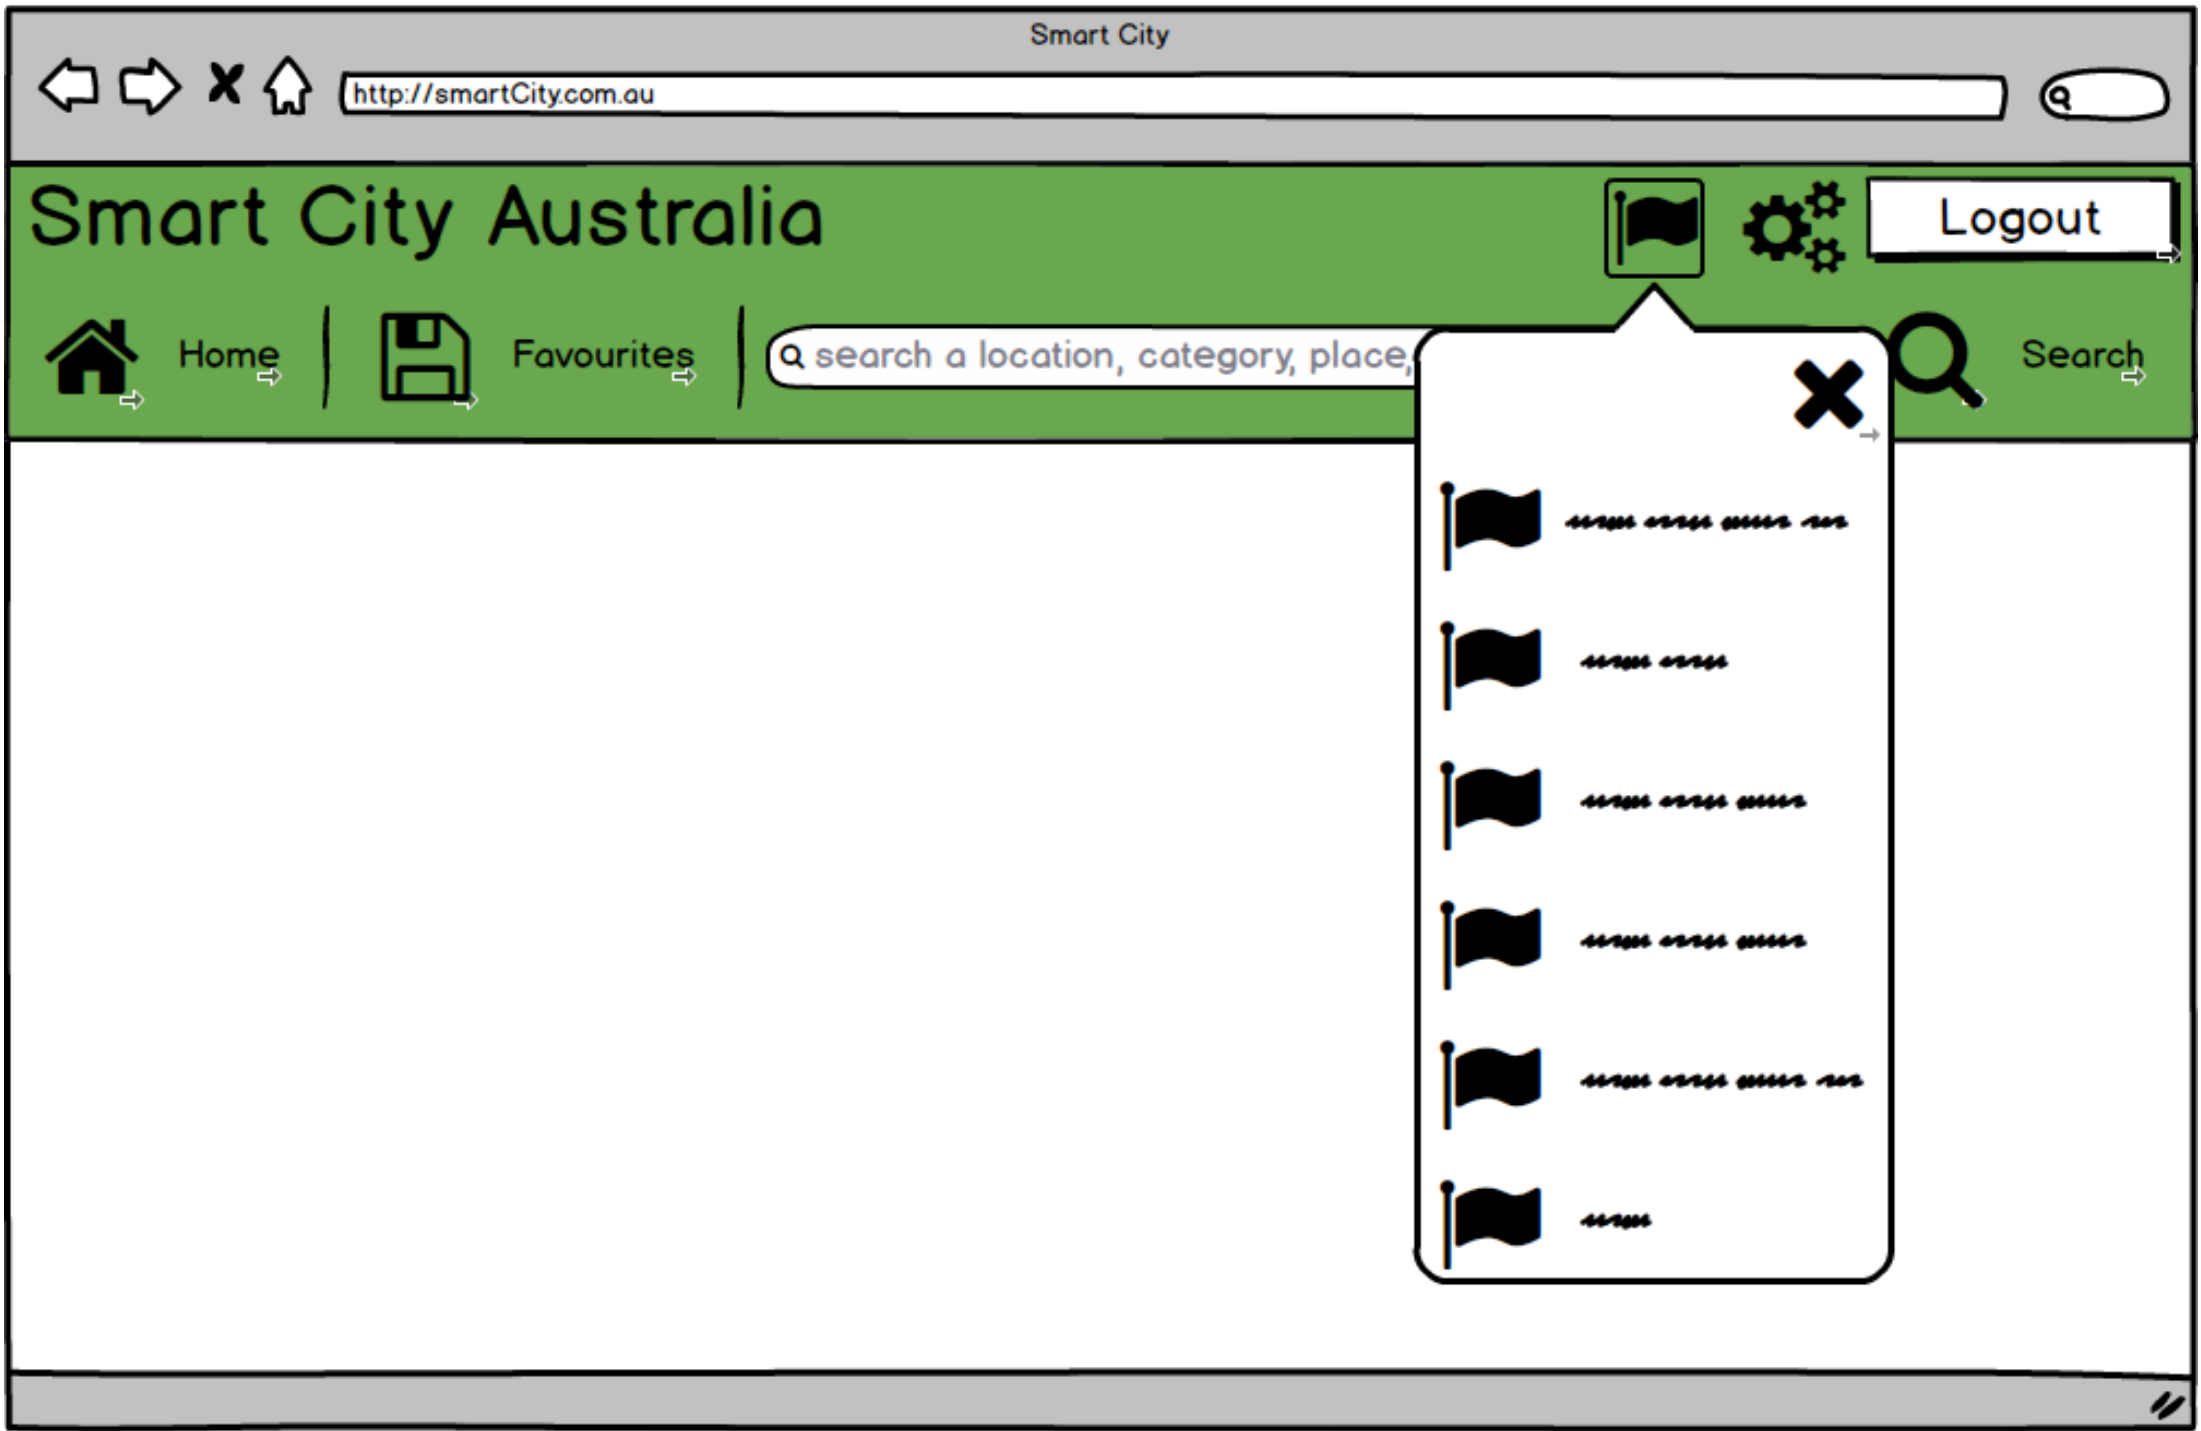 Smart City
http://smartCity.com.au
Smart City Australia
Logout
Home
Favourites
search a location, category, place,
Search